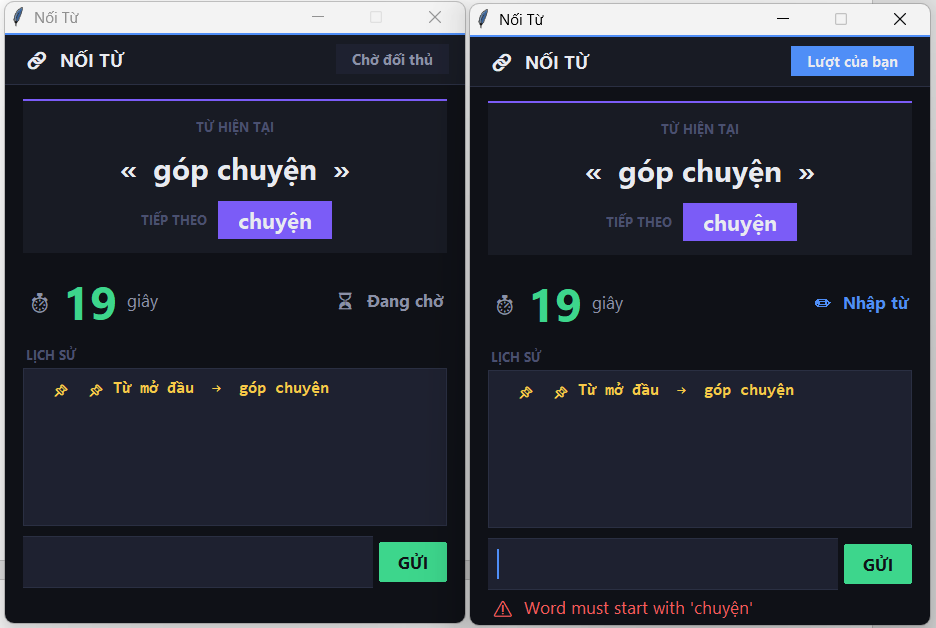 Nối Từ
NỐI TỪ
Chờ đối thủ
TỪ HIỆN TẠI
« góp chuyện »
TIẾP THEO chuyện
19 giây
Đang chờ
LỊCH SỬ
Từ mở đầu → góp chuyện
GỬI
Nối Từ
NỐI TỪ
Lượt của bạn
TỪ HIỆN TẠI
« góp chuyện »
TIẾP THEO chuyện
19 giây
Nhập từ
LỊCH SỬ
Từ mở đầu → góp chuyện
GỬI
Word must start with 'chuyện'